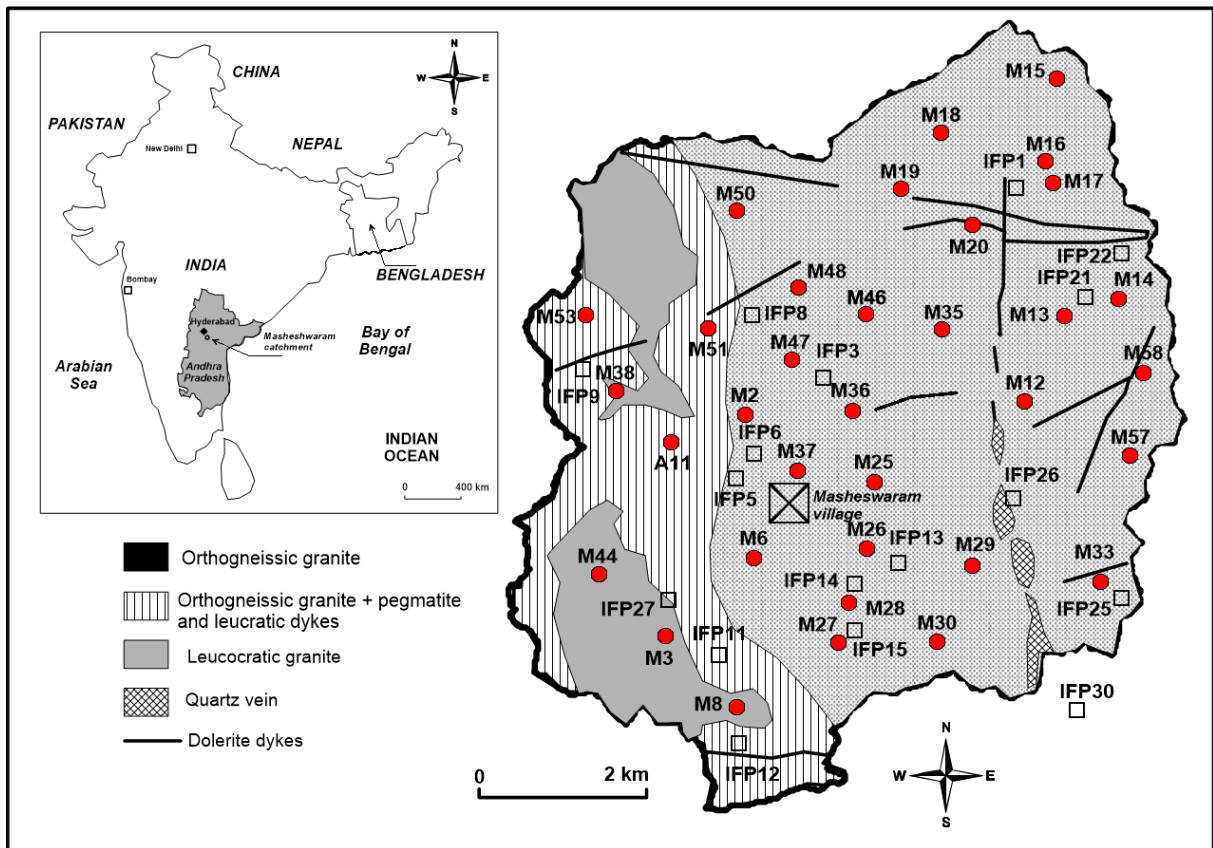 N
W E
S
CHINA
PAKISTAN
NEPAL
New Delhi
BENGLADESH
INDIA
Bombay
Hyderabad
Masheswaram
catchment
Bay of
Bengal
Arabian
Sea
Andhra
Pradesh
INDIAN
OCEAN
0 400 km
Orthogneissic granite
Orthogneissic granite + pegmatite
and leucratic dykes
Leucocratic granite
Quartz vein
Dolerite dykes
M15
M18
M16
IFP1
M19
M17
M50
M20
IFP22
M48
IFP21
M14
M53
IFP8
M46
M35
M13
M51
M47
IFP3
M58
M38
IFP9
M12
M2
M36
IFP6
M57
A11
M37
M25
IFP5
IFP26
Masheswaram
village
M26
IFP13
M6
M29
M33
M44
IFP14
IFP27
M28
IFP25
M27
M30
M3
IFP11
IFP15
IFP30
M8
N
IFP12
0 2 km
W E
S